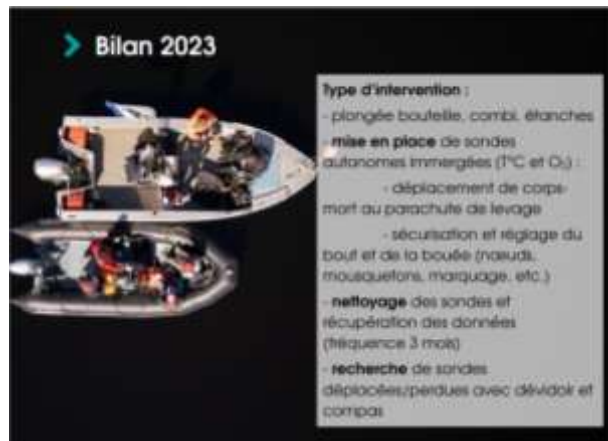 Bilan 2023
Type d'intervention :
- plongée bouteille, combi. étanches
- mise en place de sondes
autonomes immergées (T°C et O₂) :
- déplacement de corps-
mort au parachute de levage
- sécurisation et réglage du
bout et de la bouée (nœuds,
mousquetons, marquage, etc.)
- nettoyage des sondes et
récupération des données
(fréquence 3 mois)
- recherche de sondes
déplacées/perdues avec dévidoir et
compas